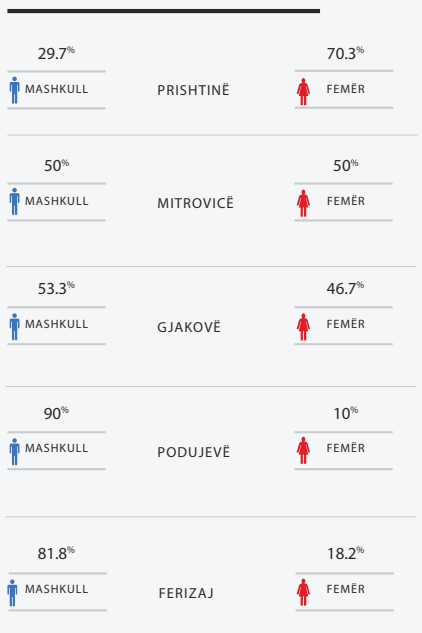 29.7% 70.3%
MASHKULL PRISHTINË FEMËR
50% 50%
MASHKULL MITROVICË FEMËR
53.3% 46.7%
MASHKULL GJAKOVË FEMËR
90% 10%
MASHKULL PODUJEVË FEMËR
81.8% 18.2%
MASHKULL FERIZAJ FEMËR